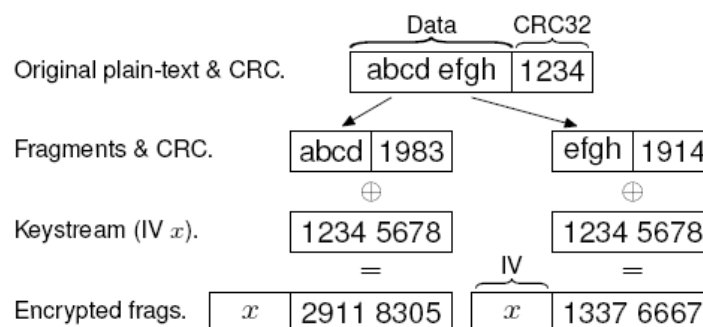 Data CRC32
Original plain-text & CRC. abcd efgh 1234
Fragments & CRC. abcd 1983 efgh 1914
⊕ ⊕
Keystream (IV x). 1234 5678 1234 5678
= IV =
Encrypted frags. x 2911 8305 x 1337 6667